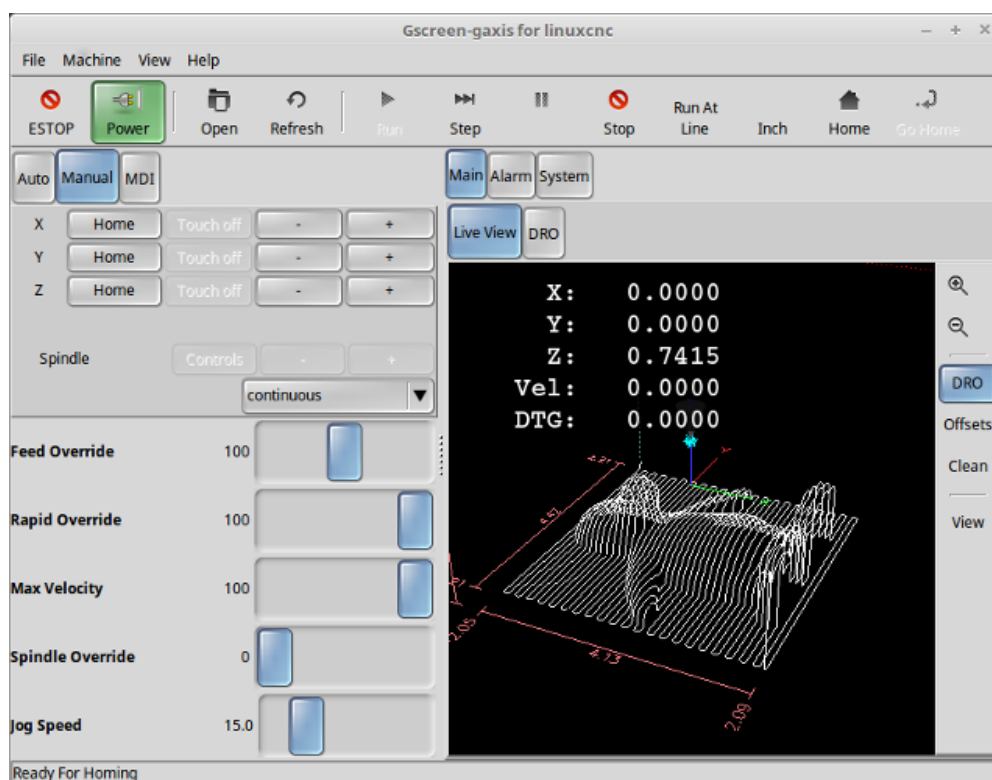 Gscreen-gaxis for linuxcnc
File Machine View Help
ESTOP Power Open Refresh Run Step Stop Run At Line Inch Home Go Home
Auto Manual MDI
Main Alarm System
X Home Touch off - +
Y Home Touch off - +
Z Home Touch off - +
Spindle Controls - +
continuous
Live View DRO
X: 0.0000
Y: 0.0000
Z: 0.7415
Vel: 0.0000
DTG: 0.0000
DRO
Offsets
Clean
View
Feed Override 100
Rapid Override 100
Max Velocity 100
Spindle Override 0
Jog Speed 15.0
2.05
4.13
2.09
Ready For Homing